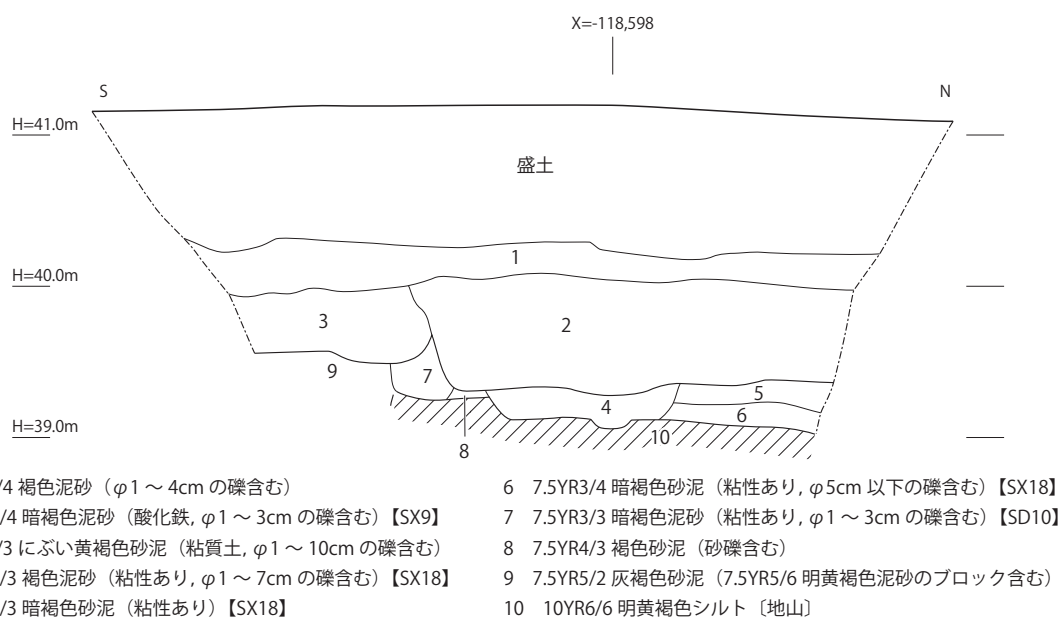 X=-118,598
S
N
H=41.0m
盛土
1
H=40.0m
3
2
9
7
5
4
6
H=39.0m
10
8
/4 褐色泥砂（φ1 ～ 4cm の礫含む）
/4 暗褐色泥砂（酸化鉄, φ1 ～ 3cm の礫含む）【SX9】
/3 にぶい黄褐色砂泥（粘質土, φ1 ～ 10cm の礫含む）
/3 褐色泥砂（粘性あり, φ1 ～ 7cm の礫含む）【SX18】
/3 暗褐色砂泥（粘性あり）【SX18】
6 7.5YR3/4 暗褐色砂泥（粘性あり, φ5cm 以下の礫含む）【SX18】
7 7.5YR3/3 暗褐色砂泥（粘性あり, φ1 ～ 3cm の礫含む）【SD10】
8 7.5YR4/3 褐色砂泥（砂礫含む）
9 7.5YR5/2 灰褐色砂泥（7.5YR5/6 明黄褐色泥砂のブロック含む）
10 10YR6/6 明黄褐色シルト〔地山〕